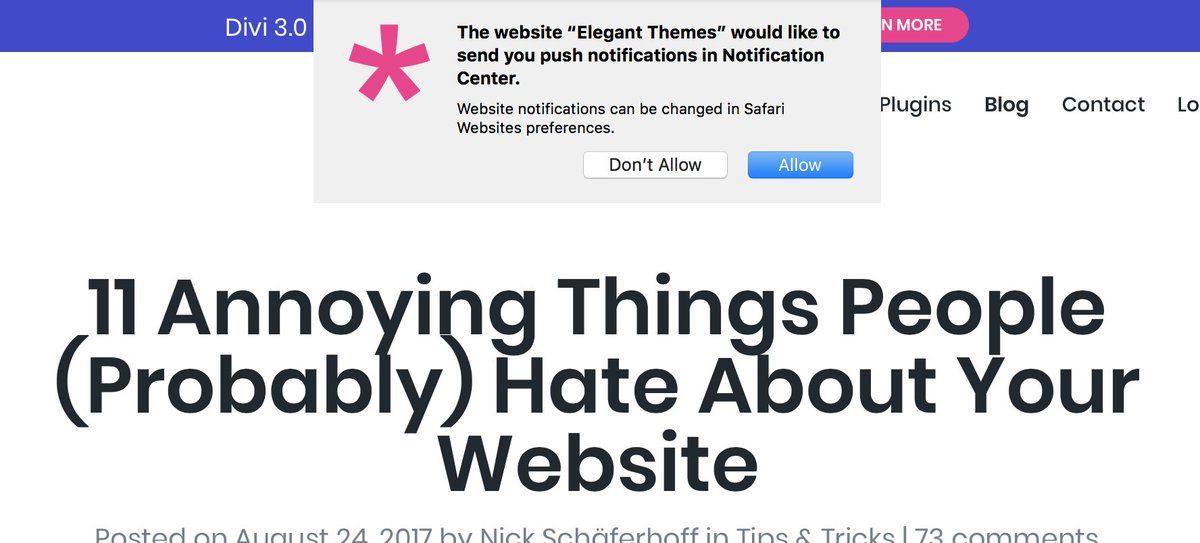 Divi 3.0
The website “Elegant Themes” would like to
send you push notifications in Notification
Center.
Website notifications can be changed in Safari
Websites preferences.
Don’t Allow
Allow
N MORE
Plugins
Blog
Contact
Lo
11 Annoying Things People
(Probably) Hate About Your
Website
Posted on August 24, 2017 by Nick Schäferhoff in Tips & Tricks | 73 comments